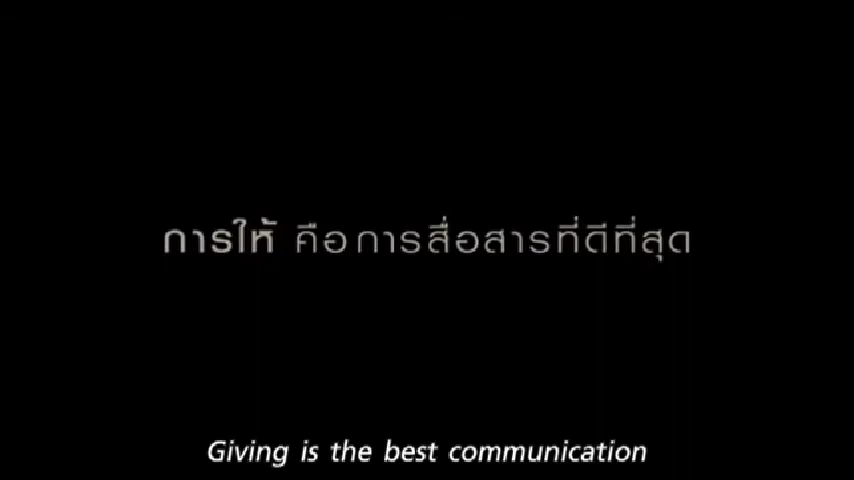 การให้ คือการสื่อสารที่ดีที่สุด
Giving is the best communication